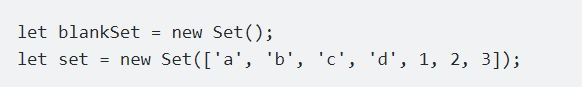 let blankSet = new Set();
let set = new Set(['a', 'b', 'c', 'd', 1, 2, 3]);